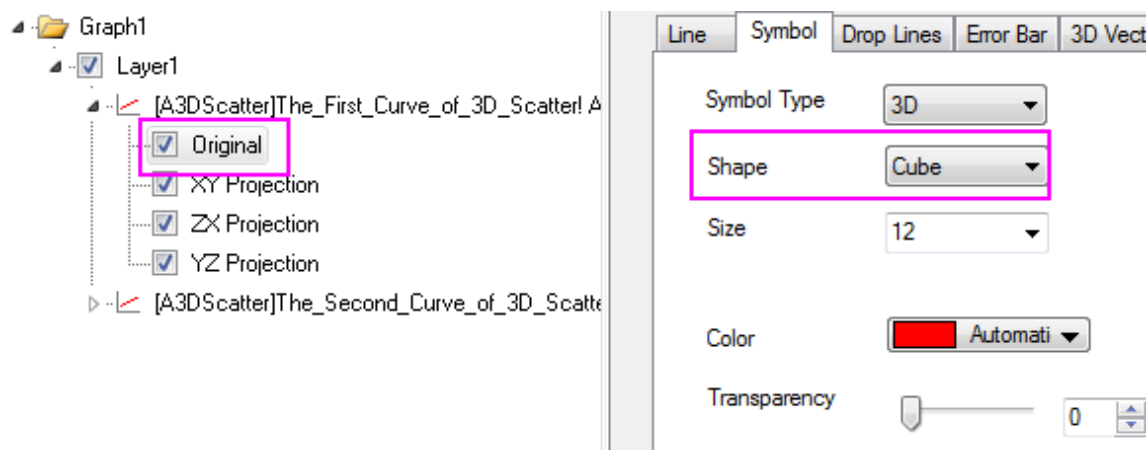 Graph1
Layer1
[A3DScatter]The_First_Curve_of_3D_Scatter! A
Original
XY Projection
ZX Projection
YZ Projection
[A3DScatter]The_Second_Curve_of_3D_Scatte
Line Symbol Drop Lines Error Bar 3D Vect
Symbol Type 3D
Shape Cube
Size 12
Color Automati
Transparency 0